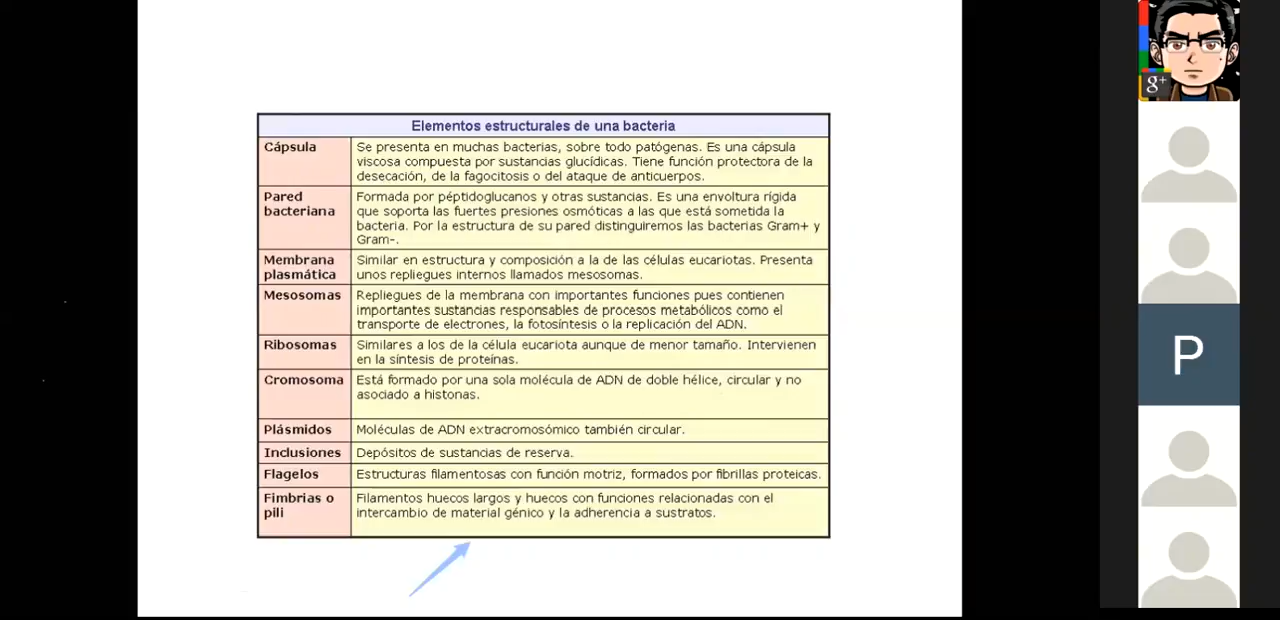 Elementos estructurales de una bacteria
Cápsula
Se presenta en muchas bacterias, sobre todo patógenas. Es una cápsula
viscosa compuesta por sustancias glucídicas. Tiene función protectora de la
desecación, de la fagocitosis o del ataque de anticuerpos.
Pared
bacteriana
Formada por péptidoglucanos y otras sustancias. Es una envoltura rígida
que soporta las fuertes presiones osmóticas a las que está sometida la
bacteria. Por la estructura de su pared distinguiremos las bacterias Gram+ y
Gram-.
Membrana
plasmática
Similar en estructura y composición a la de las células eucariotas. Presenta
unos repliegues internos llamados mesosomas.
Mesosomas
Repliegues de la membrana con importantes funciones pues contienen
importantes sustancias responsables de procesos metabólicos como el
transporte de electrones, la fotosíntesis o la replicación del ADN.
Ribosomas
Similares a los de la célula eucariota aunque de menor tamaño. Intervienen
en la síntesis de proteínas.
Cromosoma
Está formado por una sola molécula de ADN de doble hélice, circular y no
asociado a histonas.
Plásmidos
Moléculas de ADN extracromosómico también circular.
Inclusiones
Depósitos de sustancias de reserva.
Flagelos
Estructuras filamentosas con función motriz, formados por fibrillas proteicas.
Fimbrias o
pili
Filamentos huecos largos y huecos con funciones relacionadas con el
intercambio de material génico y la adherencia a sustratos.
g+
P